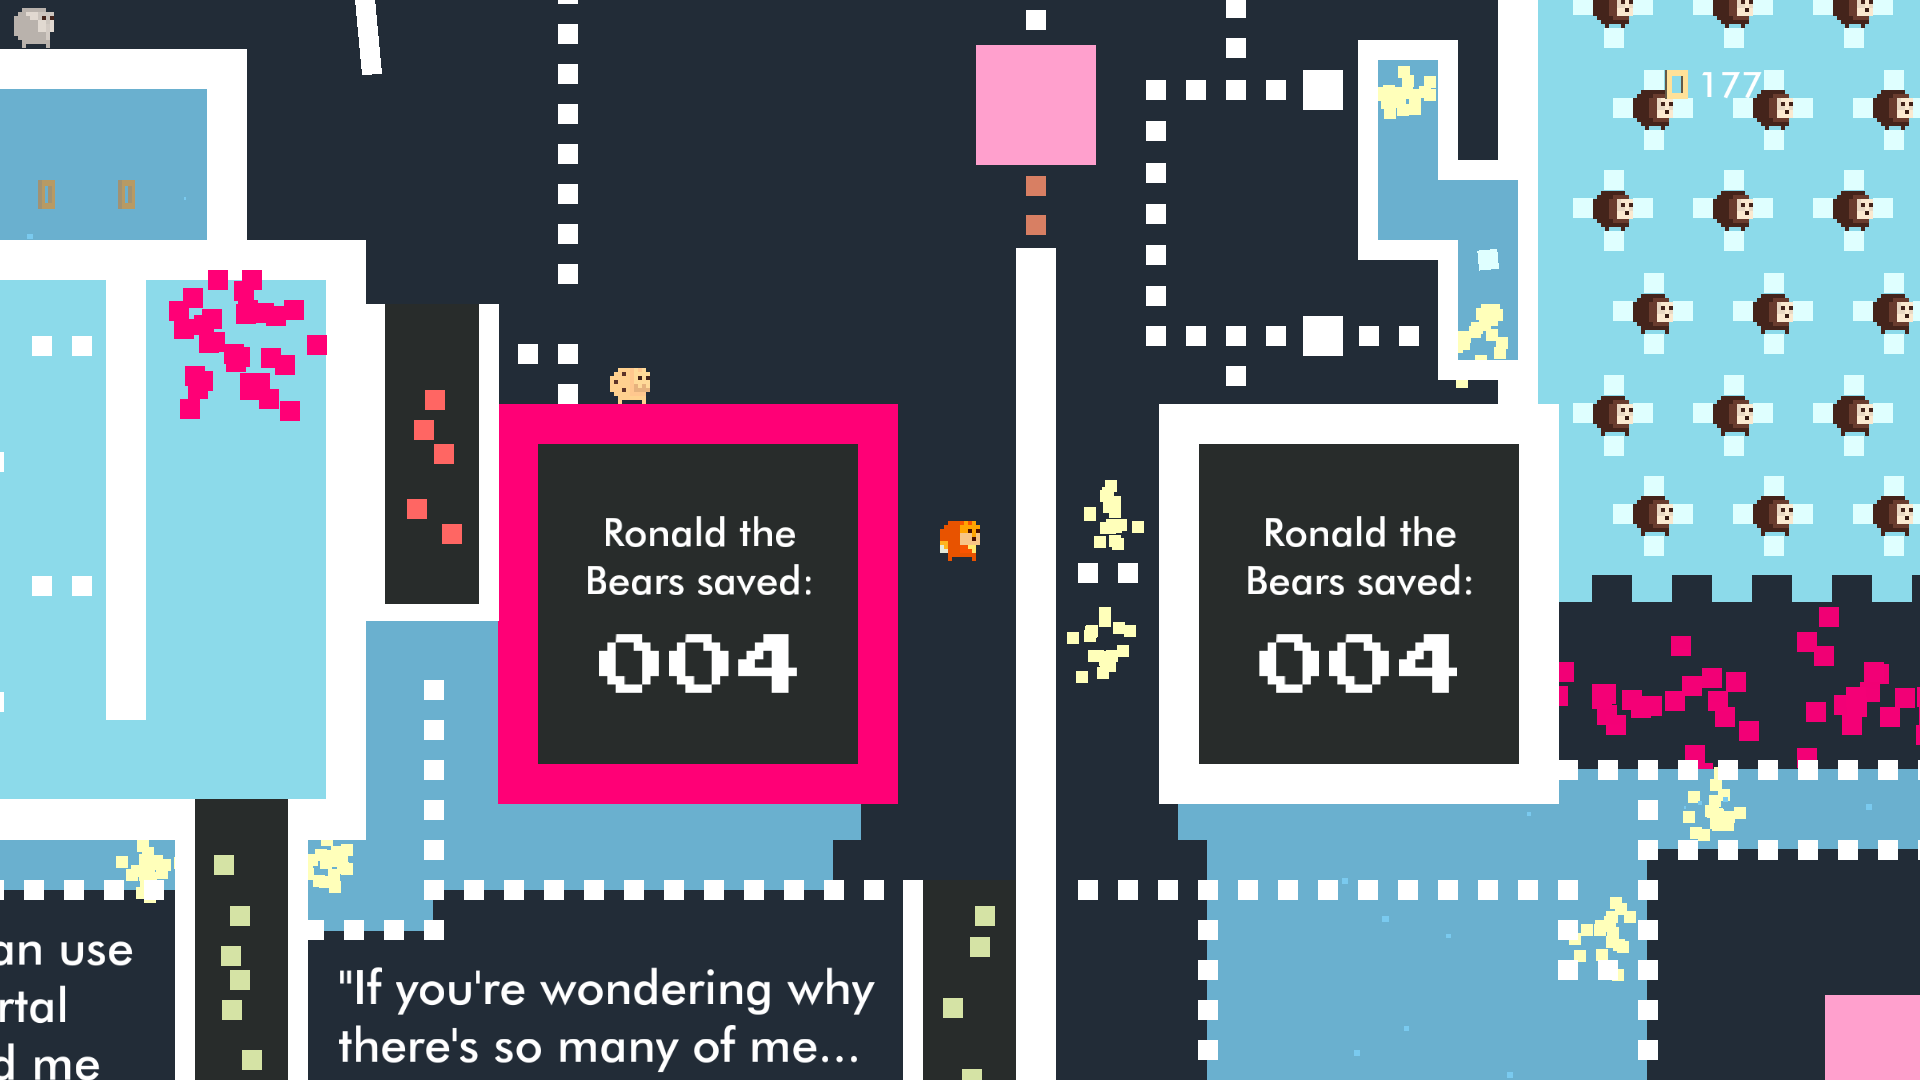 177
Ronald the
Bears saved:
004
Ronald the
Bears saved:
004
an use
rtal
d me
"If you're wondering why
there's so many of me...